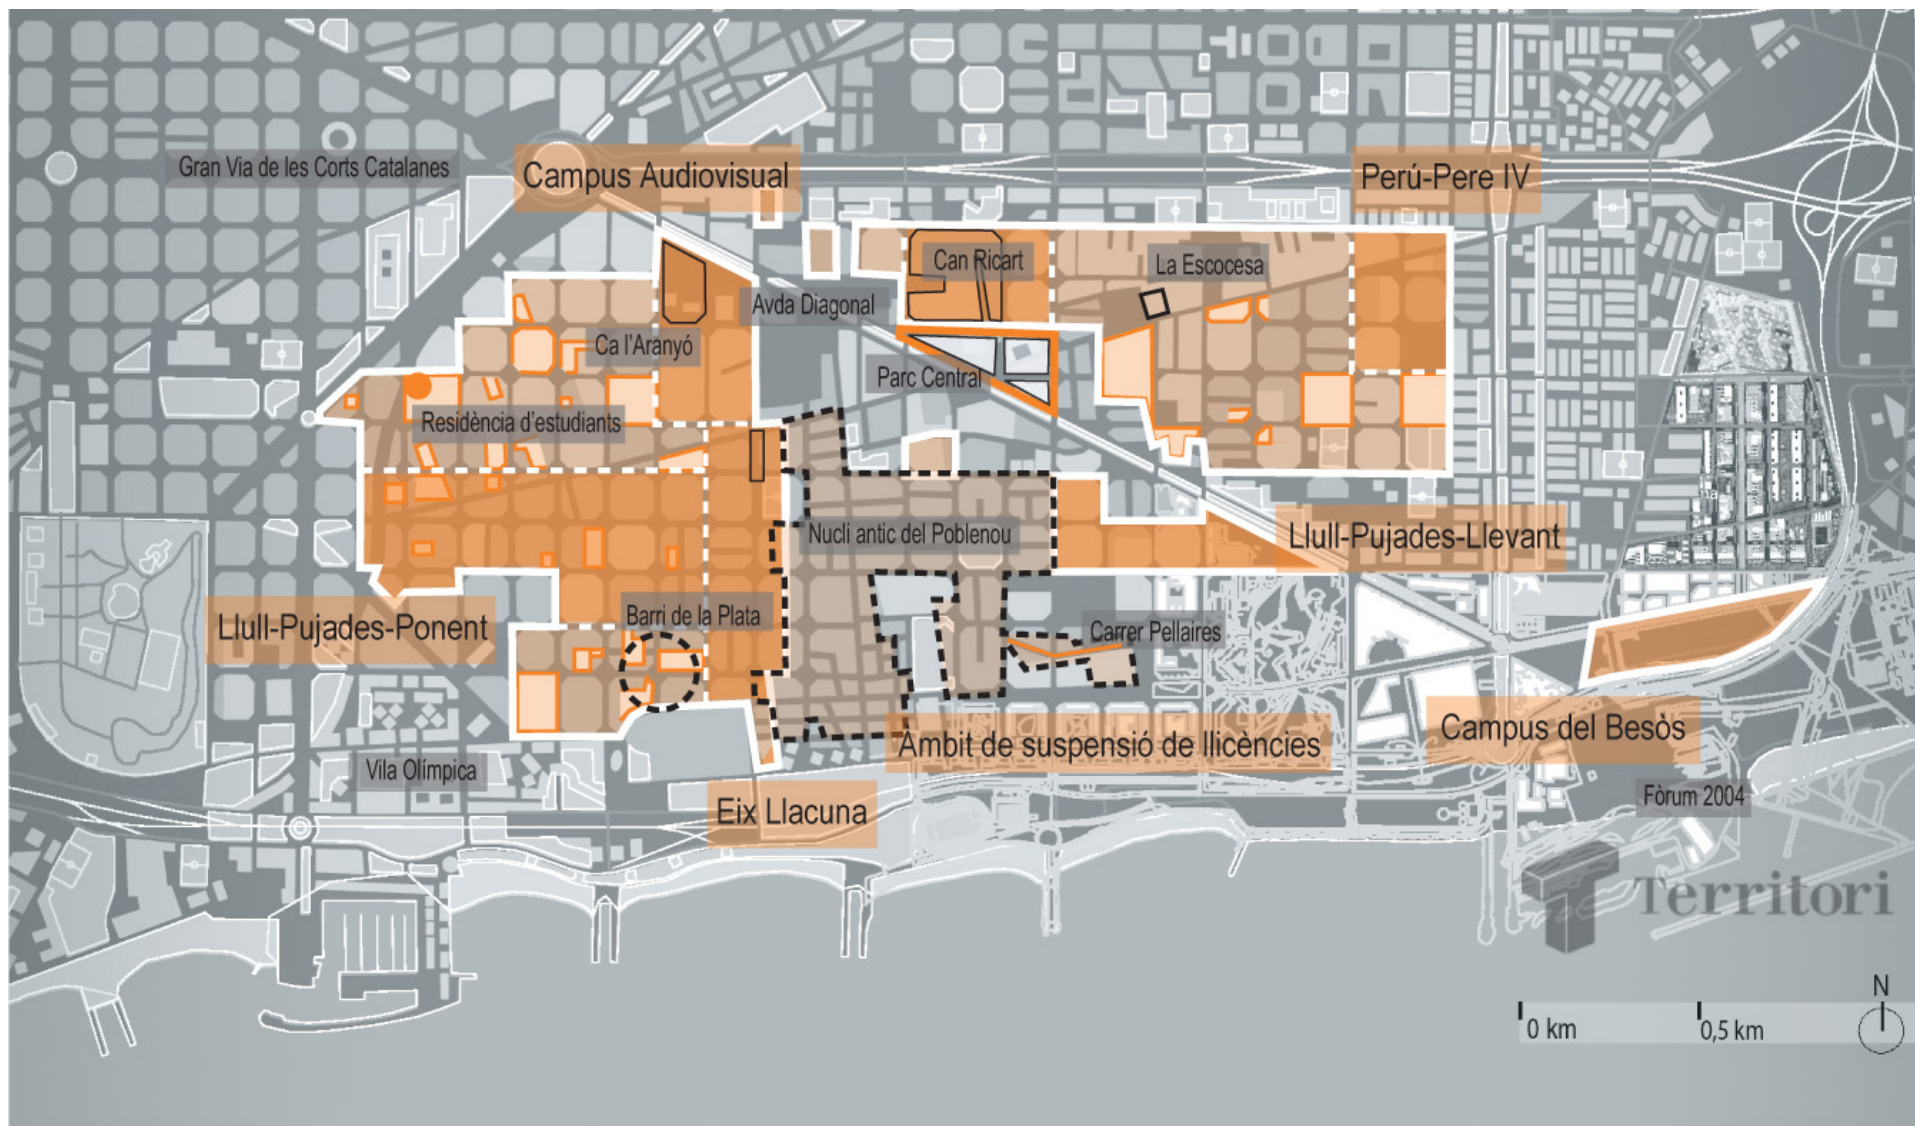 Gran Via de les Corts Catalanes
Campus Audiovisual
Perú-Pere IV
Can Ricart
La Escocesa
Avda Diagonal
Ca l'Aranyó
Parc Central
Residència d'estudiants
Nucli antic del Poblenou
Llull-Pujades-Llevant
Llull-Pujades-Ponent
Barri de la Plata
Carrer Pellaires
Àmbit de suspensió de llicències
Campus del Besòs
Vila Olímpica
Eix Llacuna
Fòrum 2004
Territori
N
0 km
0,5 km